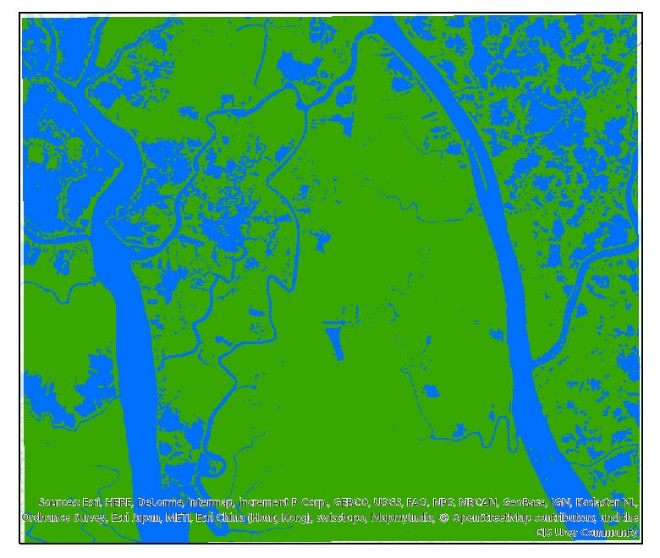 Sources: Esri, HERE, DeLorme, Intermap, increment P Corp., GEBCO, USGS, FAO, NPS, NRCAN, GeoBase, IGN, Kadaster NL,
Ordnance Survey, Esri Japan, METI, Esri China (Hong Kong), swisstopo, MapmyIndia, © OpenStreetMap contributors, and the
GIS User Community